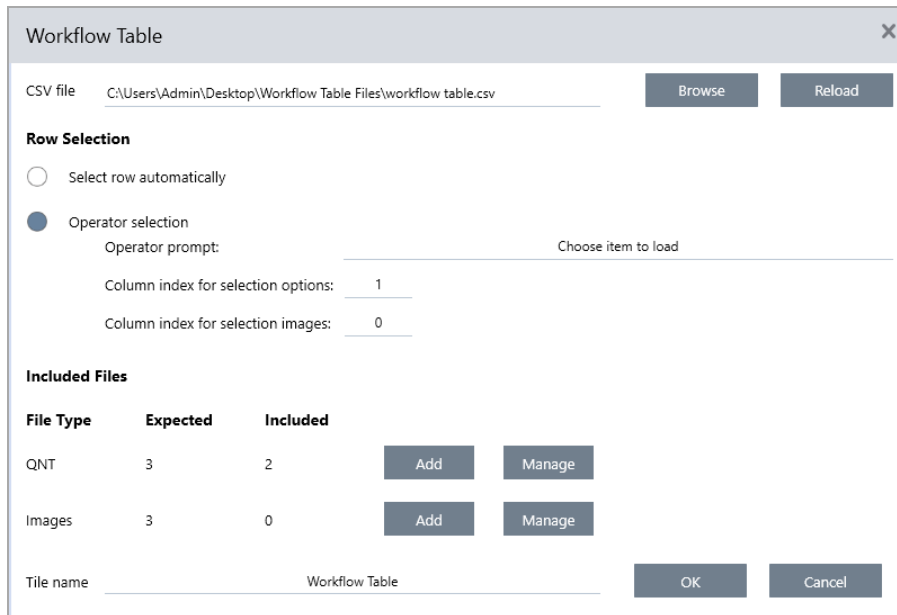 Workflow Table
CSV file C:\Users\Admin\Desktop\Workflow Table Files\workflow table.csv Browse Reload
Row Selection
Select row automatically
Operator selection
Operator prompt: Choose item to load
Column index for selection options: 1
Column index for selection images: 0
Included Files
File Type Expected Included
QNT 3 2 Add Manage
Images 3 0 Add Manage
Tile name Workflow Table OK Cancel